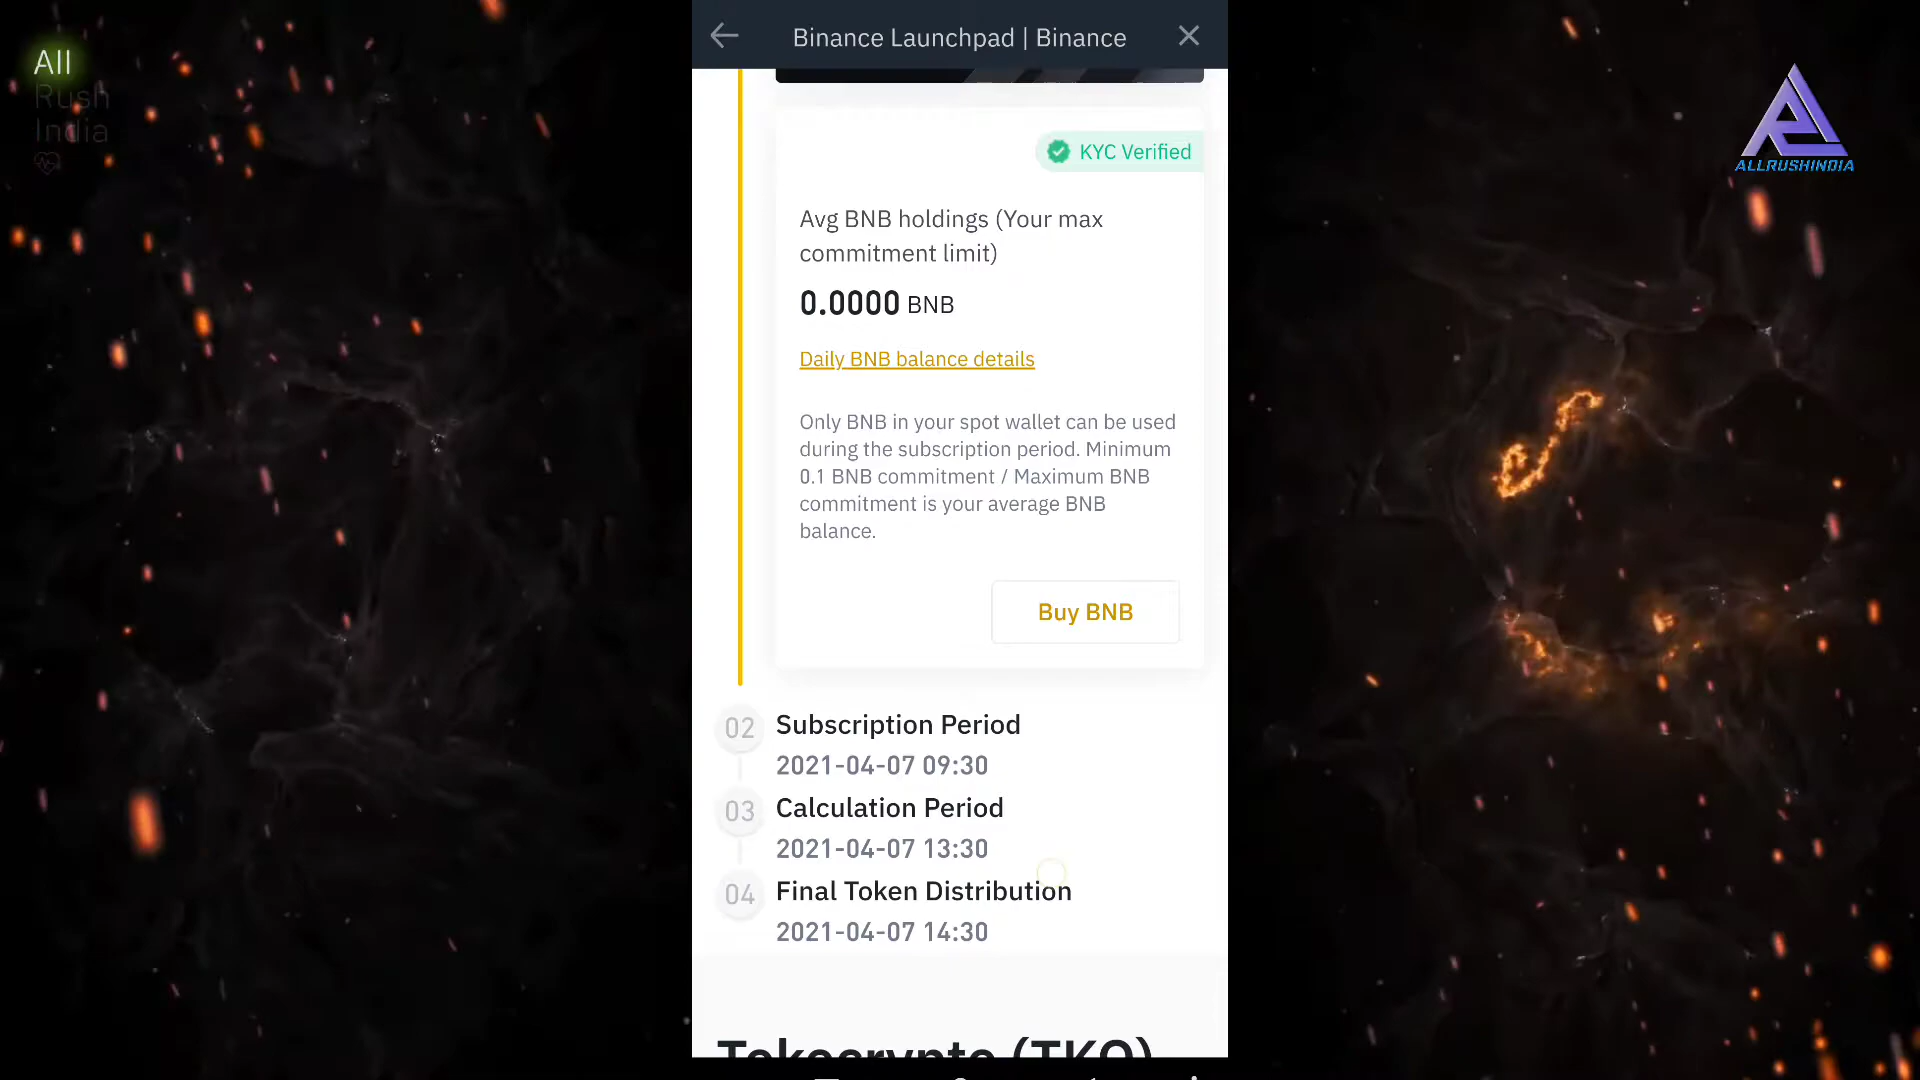 All
Rush
India
ALLRUSHINDIA
Binance Launchpad | Binance
KYC Verified
Avg BNB holdings (Your max
commitment limit)
0.0000 BNB
Daily BNB balance details
Only BNB in your spot wallet can be used
during the subscription period. Minimum
0.1 BNB commitment / Maximum BNB
commitment is your average BNB
balance.
Buy BNB
02 Subscription Period
2021-04-07 09:30
03 Calculation Period
2021-04-07 13:30
04 Final Token Distribution
2021-04-07 14:30
Tokocrypto (TKO)